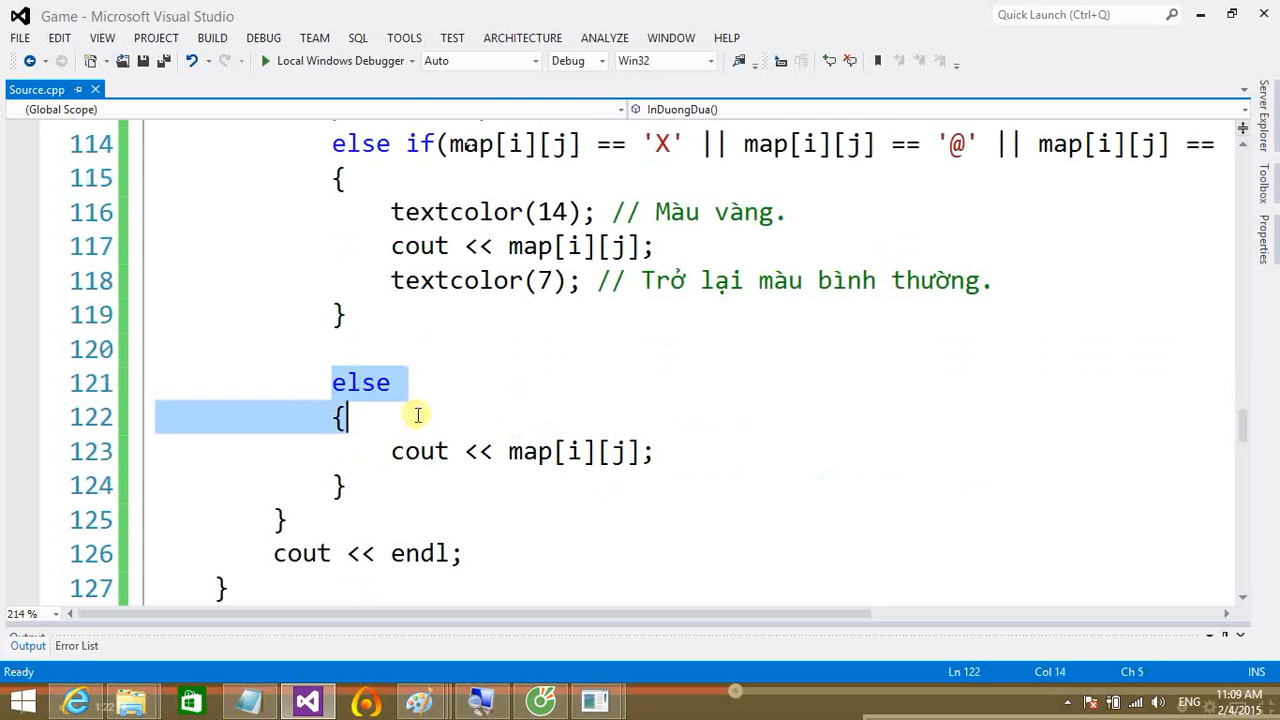 Game - Microsoft Visual Studio
Quick Launch (Ctrl+Q)
FILE EDIT VIEW PROJECT BUILD DEBUG TEAM SQL TOOLS TEST ARCHITECTURE ANALYZE WINDOW HELP
Local Windows Debugger Auto Debug Win32
Source.cpp
(Global Scope) InDuongDua()
114 else if(map[i][j] == 'X' || map[i][j] == '@' || map[i][j] ==
115 {
116 textcolor(14); // Màu vàng.
117 cout << map[i][j];
118 textcolor(7); // Trở lại màu bình thường.
119 }
120
121 else
122 {
123 cout << map[i][j];
124 }
125 }
126 cout << endl;
127 }
214 %
Output Error List
Ready Ln 122 Col 14 Ch 5 INS
Server Explorer
Toolbox
Properties
1:22
ENG
11:09 AM
2/4/2015